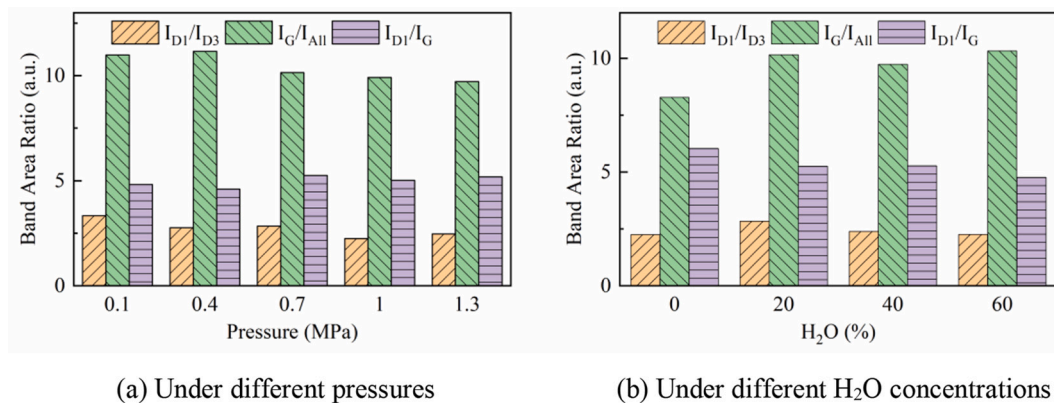 I_D1/I_D3 I_G/I_All I_D1/I_G
Band Area Ratio (a.u.)
10
5
0
0.1 0.4 0.7 1 1.3
Pressure (MPa)
(a) Under different pressures
I_D1/I_D3 I_G/I_All I_D1/I_G
Band Area Ratio (a.u.)
10
5
0
0 20 40 60
H₂O (%)
(b) Under different H₂O concentrations